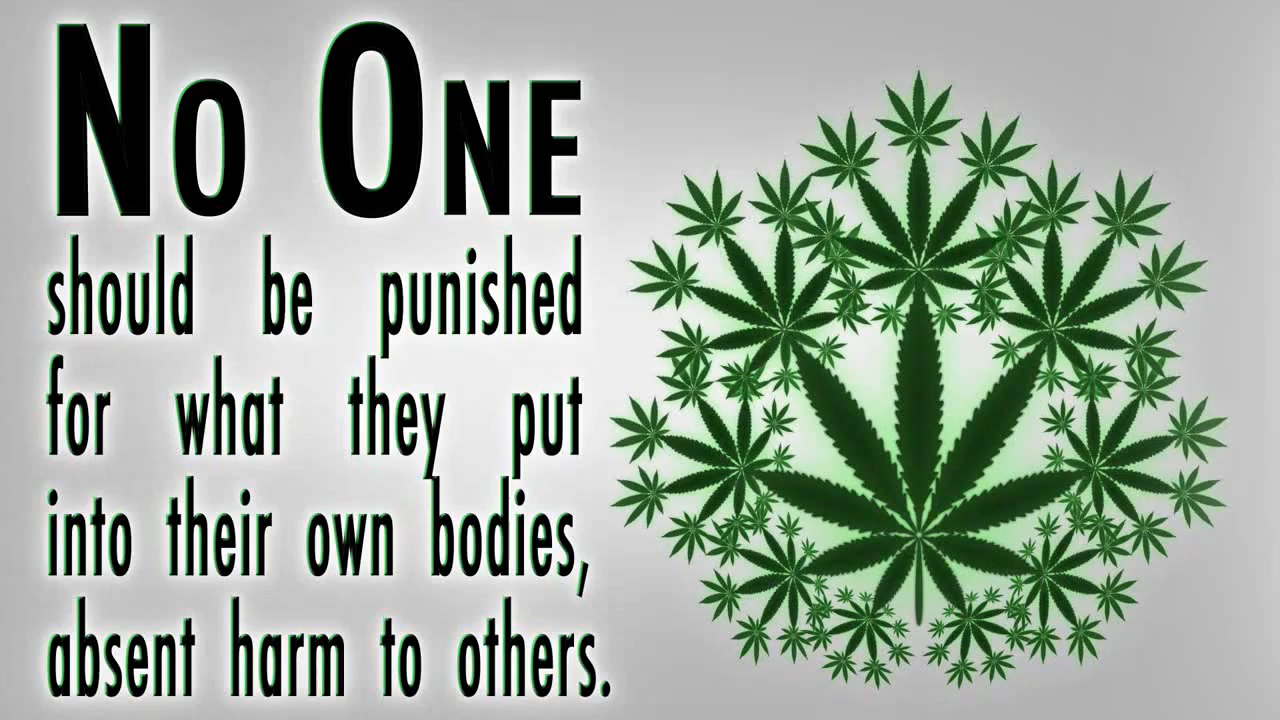 No One
should be punished
for what they put
into their own bodies,
absent harm to others.